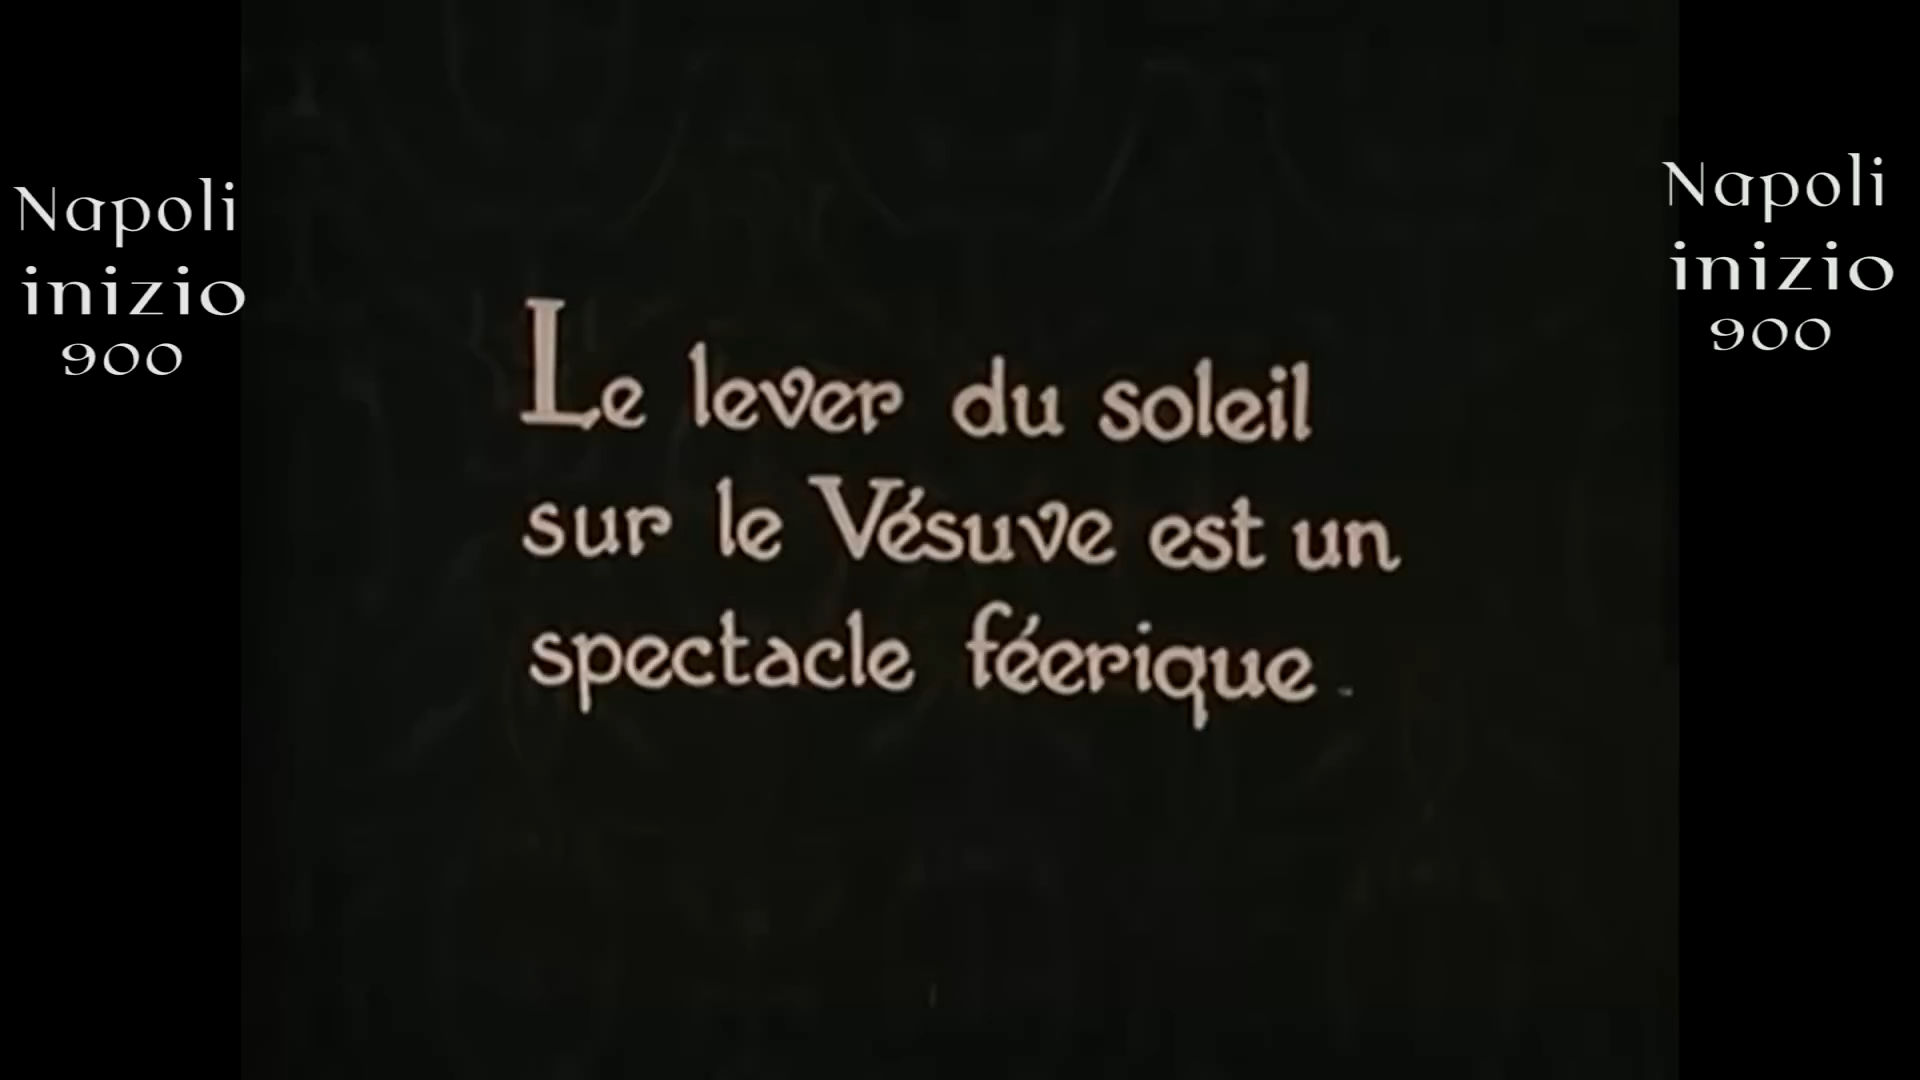 Napoli
inizio
900
Le lever du soleil
sur le Vésuve est un
spectacle féerique.
Napoli
inizio
900